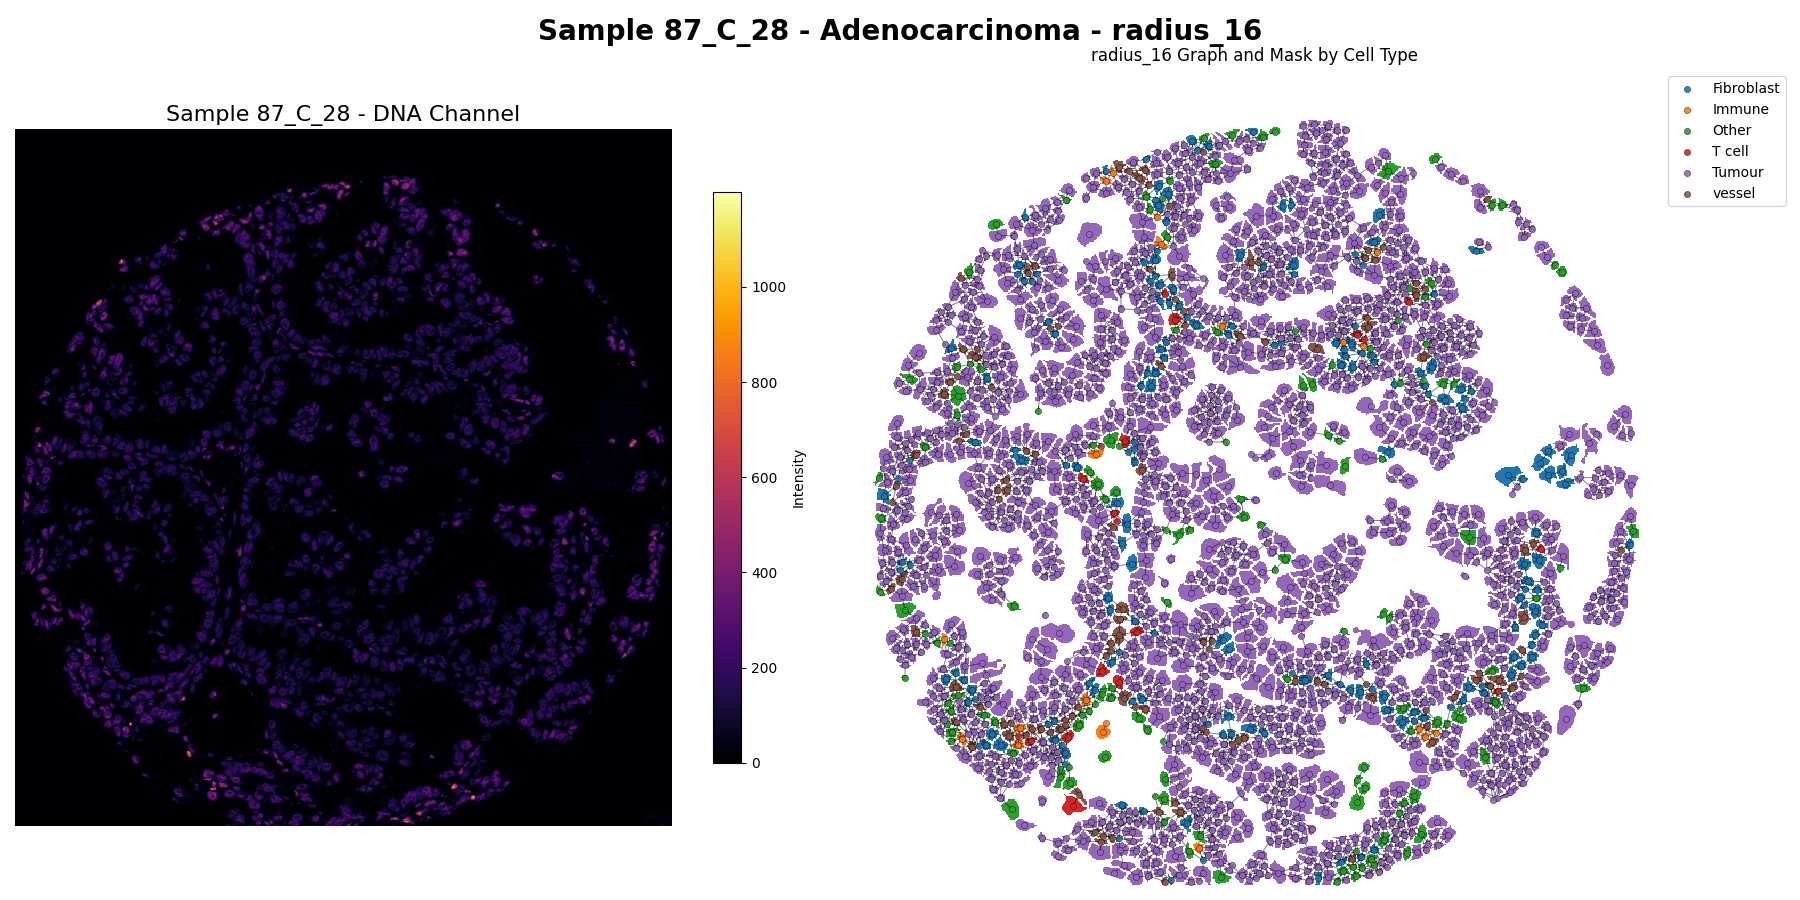 Sample 87_C_28 - Adenocarcinoma - radius_16
radius_16 Graph and Mask by Cell Type
Sample 87_C_28 - DNA Channel
Fibroblast
Immune
Other
T cell
Tumour
vessel
1000
800
600
400
200
0
Intensity